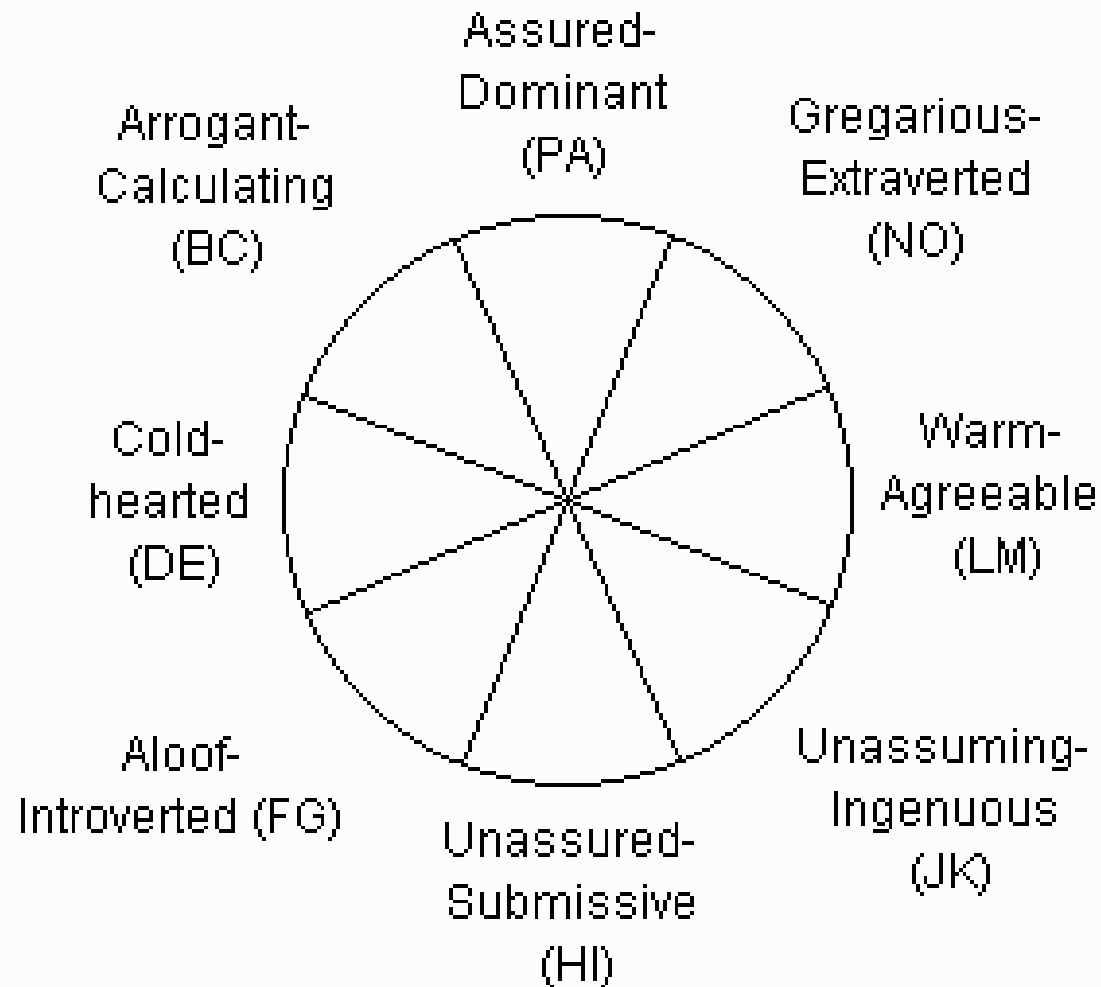 Assured-
Dominant
(PA)
Gregarious-
Extraverted
(NO)
Warm-
Agreeable
(LM)
Unassuming-
Ingenuous
(JK)
Unassured-
Submissive
(HI)
Aloof-
Introverted (FG)
Cold-
hearted
(DE)
Arrogant-
Calculating
(BC)